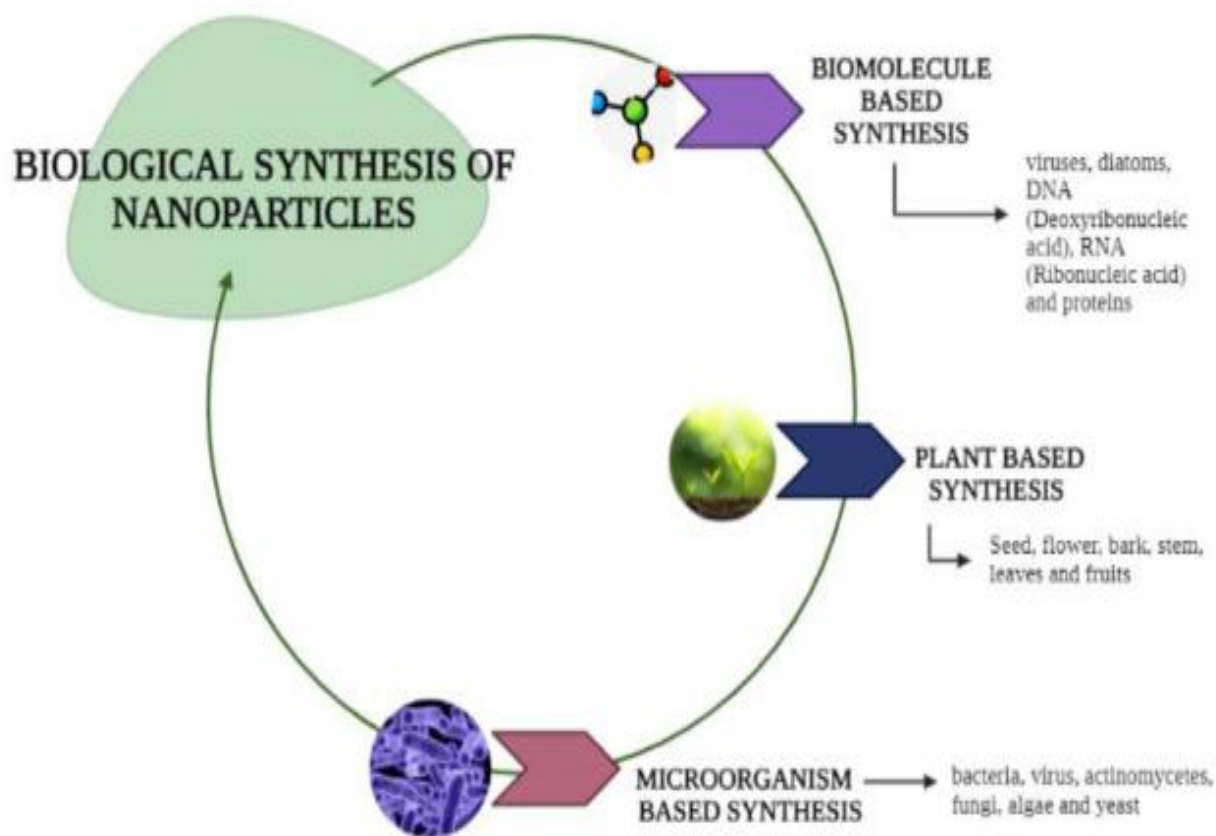 BIOLOGICAL SYNTHESIS OF
NANOPARTICLES
BIOMOLECULE
BASED
SYNTHESIS
viruses, diatoms,
DNA
(Deoxyribonucleic
acid), RNA
(Ribonucleic acid)
and proteins
PLANT BASED
SYNTHESIS
Seed, flower, bark, stem,
leaves and fruits
MICROORGANISM
BASED SYNTHESIS
bacteria, virus, actinomycetes,
fungi, algae and yeast